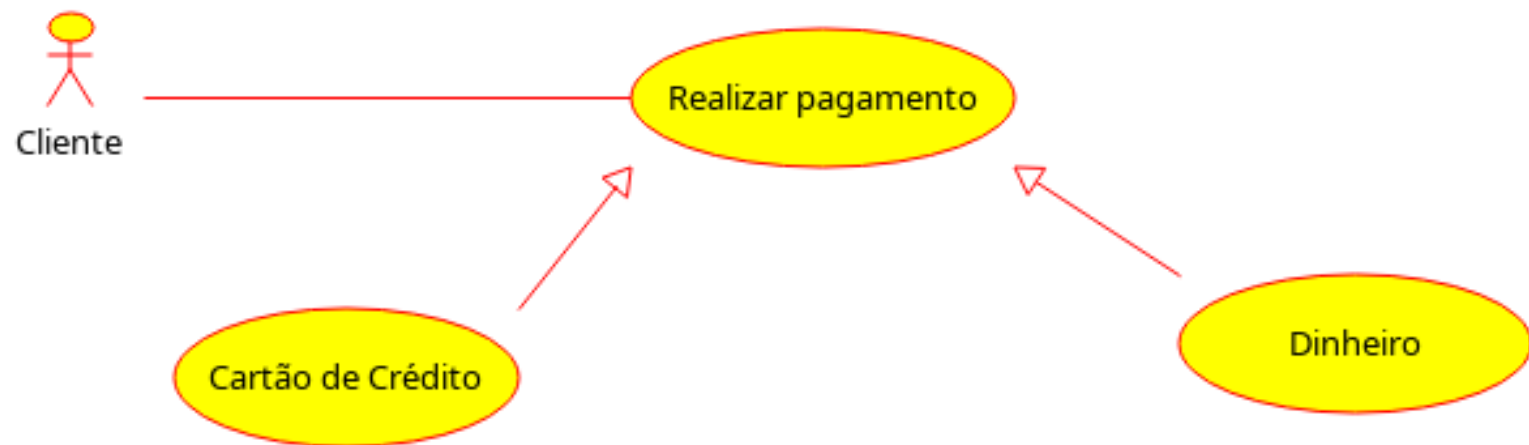 Realizar pagamento
Cliente
Dinheiro
Cartão de Crédito